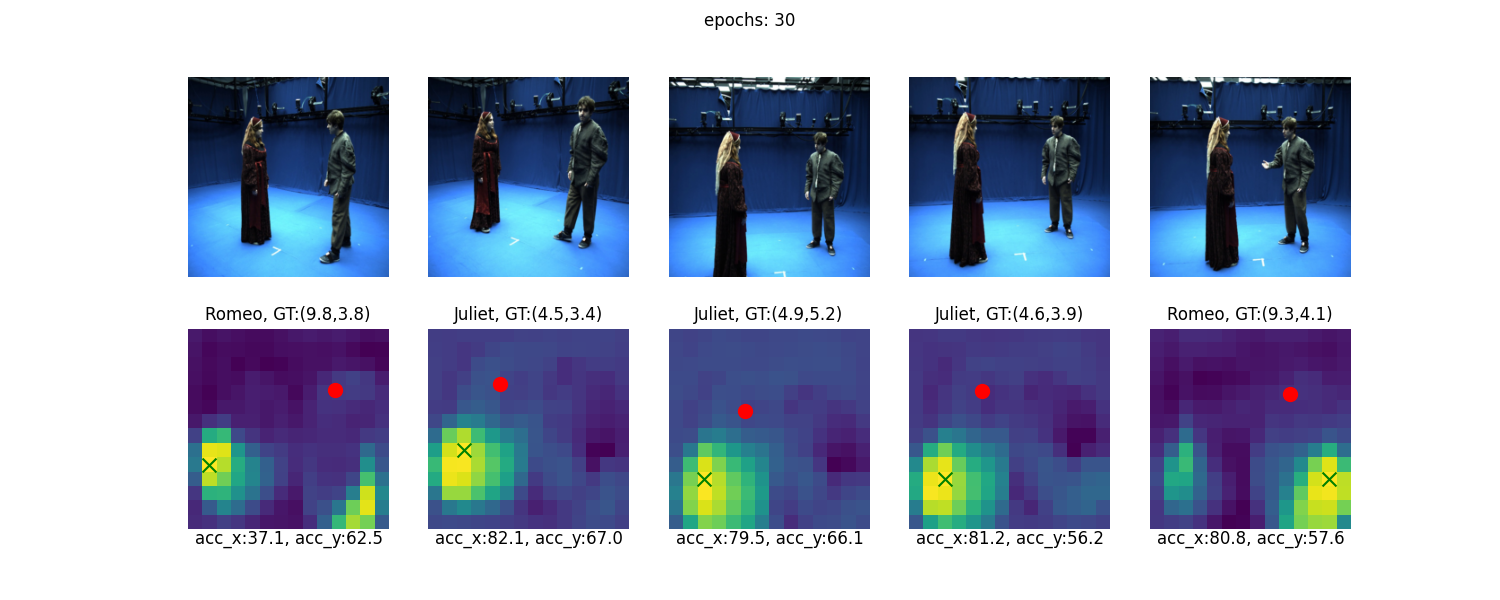 epochs: 30
Romeo, GT:(9.8,3.8)
Juliet, GT:(4.5,3.4)
Juliet, GT:(4.9,5.2)
Juliet, GT:(4.6,3.9)
Romeo, GT:(9.3,4.1)
acc_x:37.1, acc_y:62.5
acc_x:82.1, acc_y:67.0
acc_x:79.5, acc_y:66.1
acc_x:81.2, acc_y:56.2
acc_x:80.8, acc_y:57.6